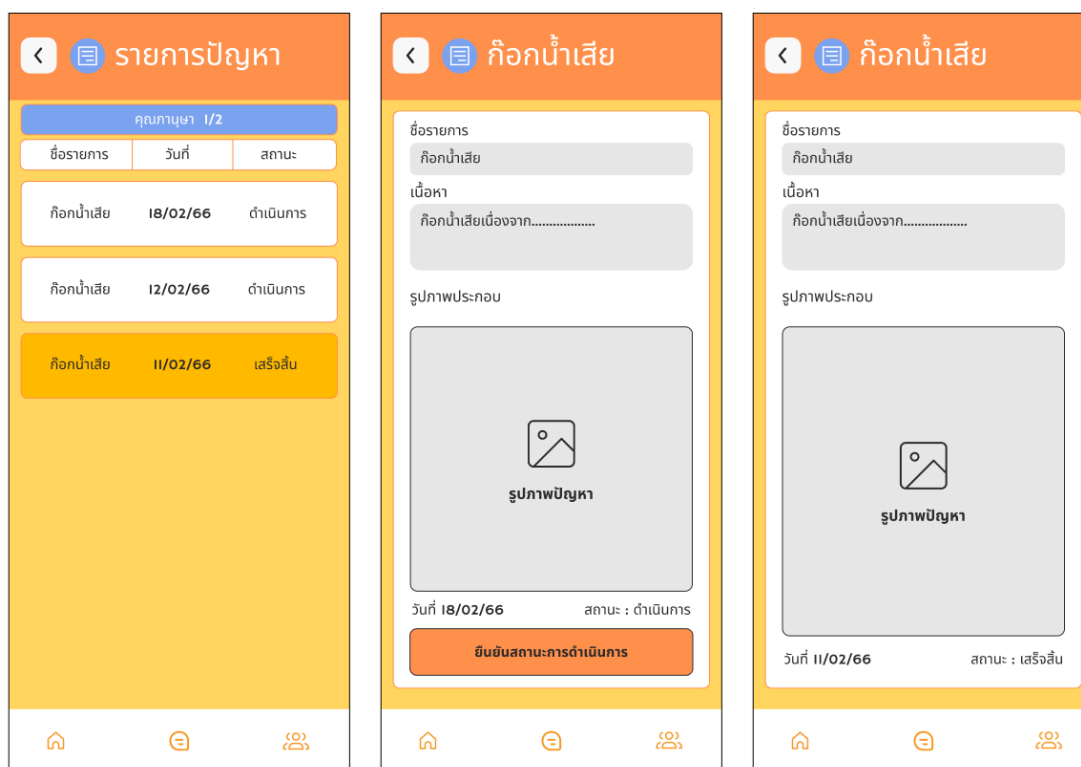 รายการปัญหา
คุณภานุษา 1/2
ชื่อรายการ วันที่ สถานะ
ก๊อกน้ำเสีย 18/02/66 ดำเนินการ
ก๊อกน้ำเสีย 12/02/66 ดำเนินการ
ก๊อกน้ำเสีย 11/02/66 เสร็จสิ้น
ก๊อกน้ำเสีย
ชื่อรายการ
ก๊อกน้ำเสีย
เนื้อหา
ก๊อกน้ำเสียเนื่องจาก..................
รูปภาพประกอบ
รูปภาพปัญหา
วันที่ 18/02/66 สถานะ : ดำเนินการ
ยืนยันสถานะการดำเนินการ
ก๊อกน้ำเสีย
ชื่อรายการ
ก๊อกน้ำเสีย
เนื้อหา
ก๊อกน้ำเสียเนื่องจาก..................
รูปภาพประกอบ
รูปภาพปัญหา
วันที่ 11/02/66 สถานะ : เสร็จสิ้น